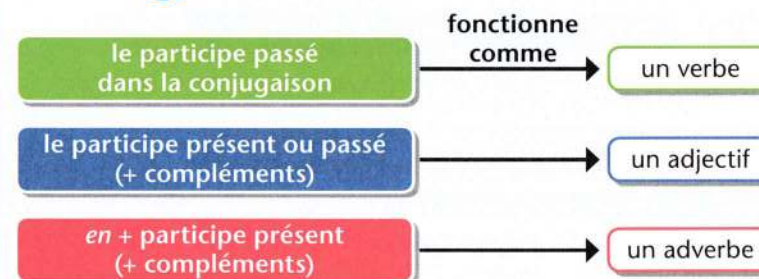 fonctionne
comme
le participe passé
dans la conjugaison
un verbe
le participe présent ou passé
(+ compléments)
un adjectif
en + participe présent
(+ compléments)
un adverbe